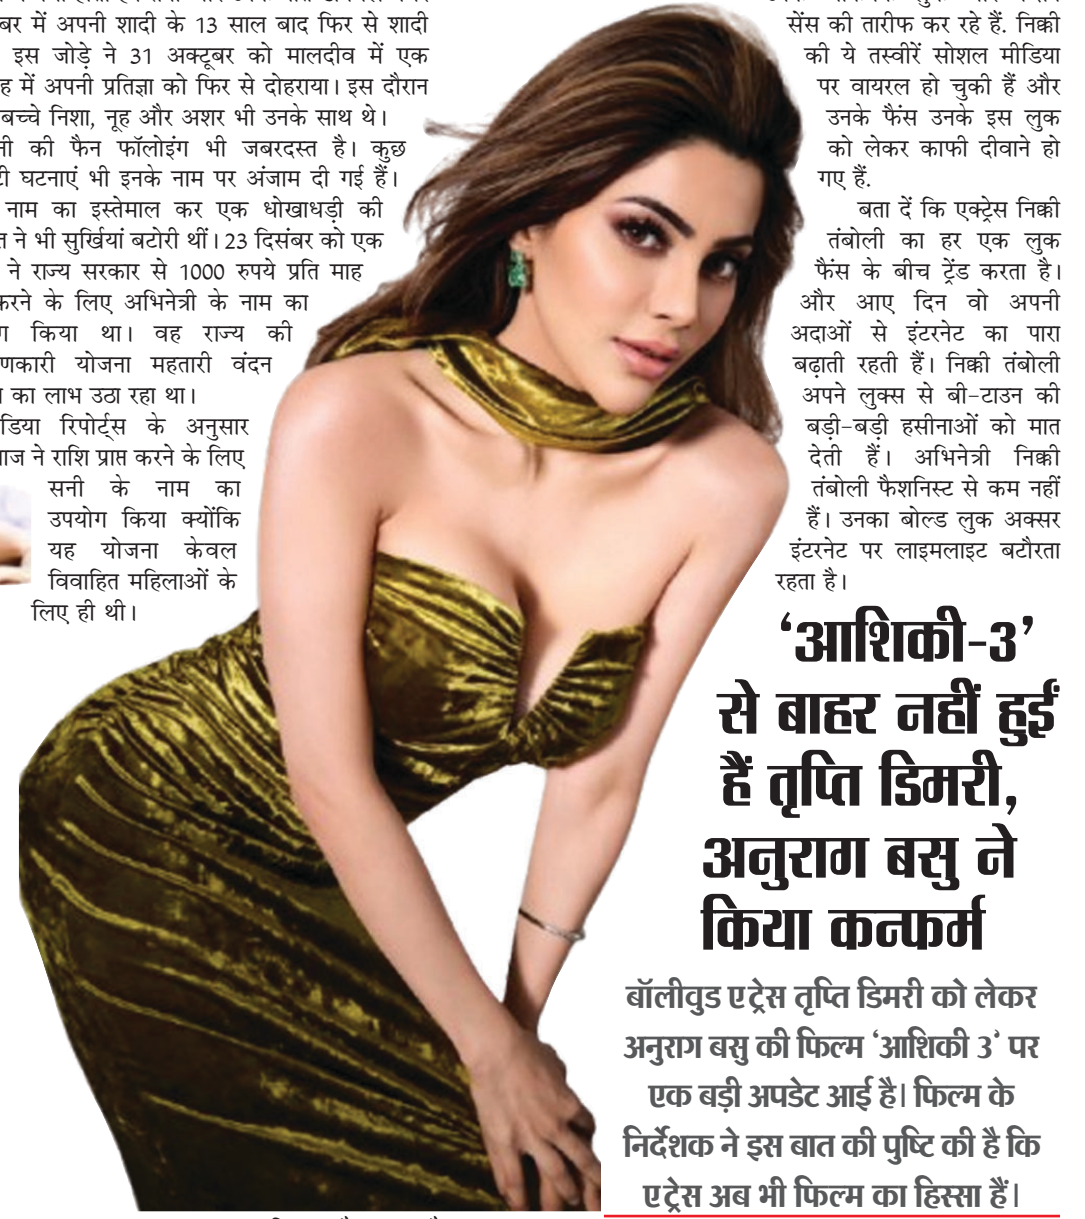 बर में अपनी शादी के 13 साल बाद फिर से शादी
इस जोड़े ने 31 अक्टूबर को मालदीव में एक
ह में अपनी प्रतिज्ञा को फिर से दोहराया। इस दौरान
बच्चे निशा, नूह और अशर भी उनके साथ थे।
नी की फैन फॉलोइंग भी जबरदस्त है। कुछ
टी घटनाएं भी इनके नाम पर अंजाम दी गई हैं।
नाम का इस्तेमाल कर एक धोखाधड़ी की
त ने भी सुर्खियां बटोरी थीं। 23 दिसंबर को एक
ने राज्य सरकार से 1000 रुपये प्रति माह
करने के लिए अभिनेत्री के नाम का
ग किया था। वह राज्य की
णकारी योजना महतारी वंदन
का लाभ उठा रहा था।
डिया रिपोर्ट्स के अनुसार
ाज ने राशि प्राप्त करने के लिए
सनी के नाम का
उपयोग किया क्योंकि
यह योजना केवल
विवाहित महिलाओं के
लिए ही थी।
सेंस की तारीफ कर रहे हैं. निक्की
की ये तस्वीरें सोशल मीडिया
पर वायरल हो चुकी हैं और
उनके फैंस उनके इस लुक
को लेकर काफी दीवाने हो
गए हैं.
बता दें कि एक्ट्रेस निक्की
तंबोली का हर एक लुक
फैंस के बीच ट्रेंड करता है।
और आए दिन वो अपनी
अदाओं से इंटरनेट का पारा
बढ़ाती रहती हैं। निक्की तंबोली
अपने लुक्स से बी-टाउन की
बड़ी-बड़ी हसीनाओं को मात
देती हैं। अभिनेत्री निक्की
तंबोली फैशनिस्ट से कम नहीं
हैं। उनका बोल्ड लुक अक्सर
इंटरनेट पर लाइमलाइट बटौरता
रहता है।
‘आशिकी-3’
से बाहर नहीं हुईं
हैं तृप्ति डिमरी,
अनुराग बसु ने
किया कन्फर्म
बॉलीवुड एट्रेस तृप्ति डिमरी को लेकर
अनुराग बसु की फिल्म ‘आशिकी 3’ पर
एक बड़ी अपडेट आई है। फिल्म के
निर्देशक ने इस बात की पुष्टि की है कि
एट्रेस अब भी फिल्म का हिस्सा हैं।